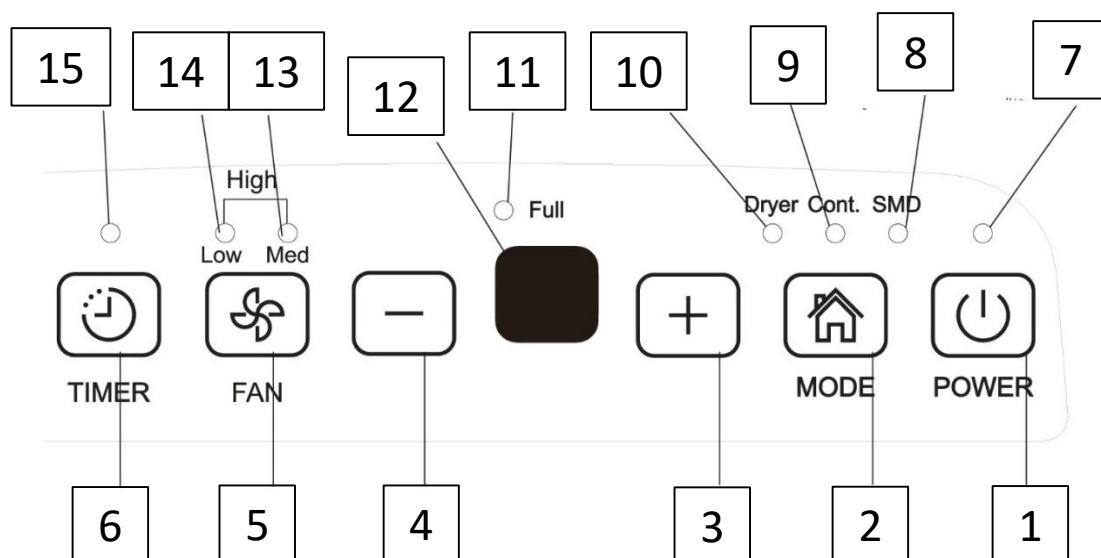 15 14 13 12 11 10 9 8 7
High
Full
Dryer Cont. SMD
Low Med
TIMER FAN MODE POWER
6 5 4 3 2 1